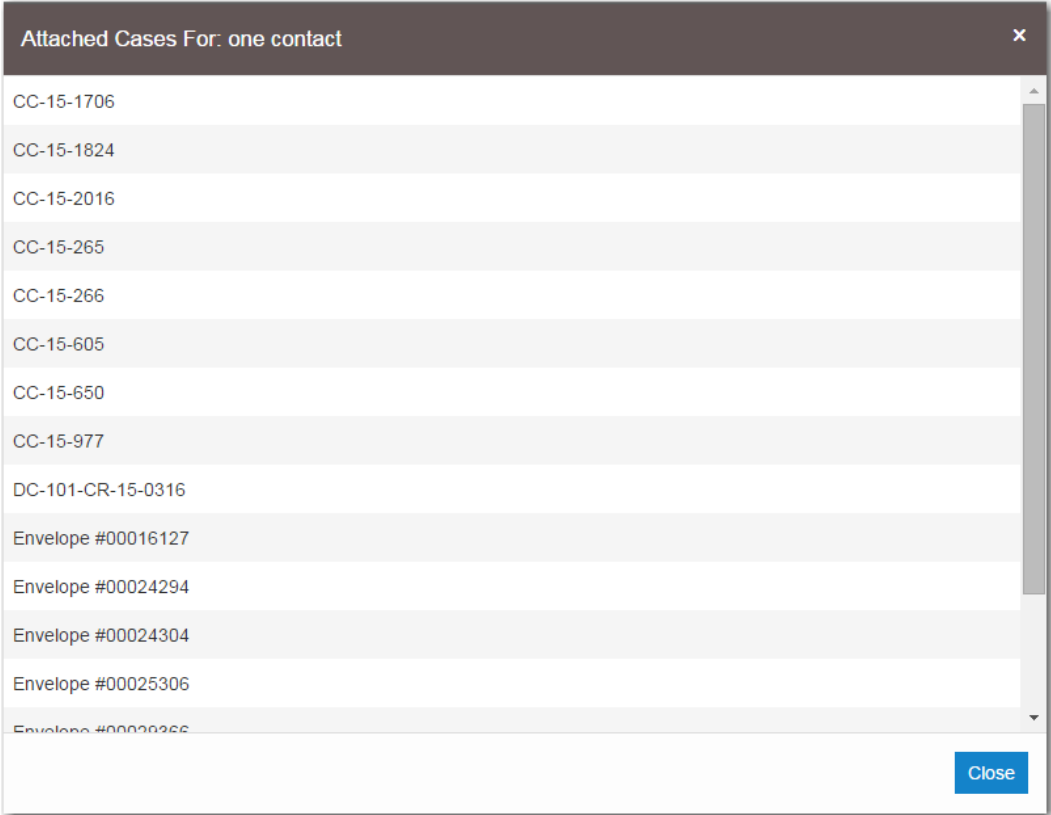 Attached Cases For: one contact
×
CC-15-1706
CC-15-1824
CC-15-2016
CC-15-265
CC-15-266
CC-15-605
CC-15-650
CC-15-977
DC-101-CR-15-0316
Envelope #00016127
Envelope #00024294
Envelope #00024304
Envelope #00025306
Envelope #00029366
Close